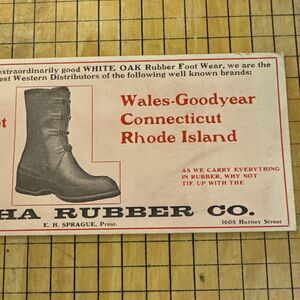 extraordinarily good WHITE OAK Rubber Foot Wear, we are the
est Western Distributors of the following well known brands:
Wales-Goodyear
Connecticut
Rhode Island
AS WE CARRY EVERYTHING
IN RUBBER, WHY NOT
TIE UP WITH THE
HA RUBBER CO.
E. H. SPRAGUE, Prest.
1608 Harney Street